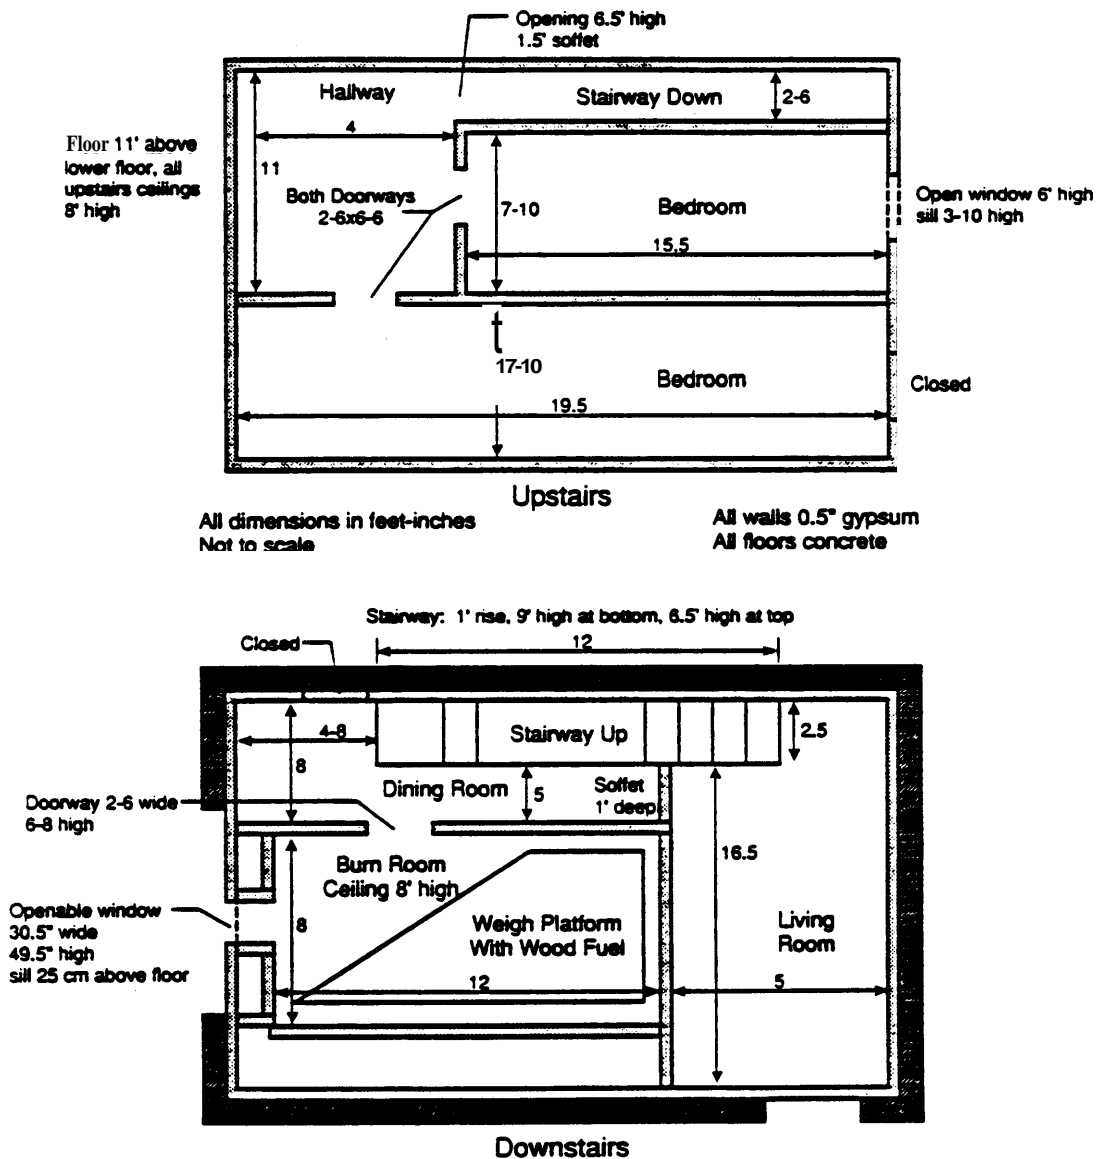 Opening 6.5' high
1.5' soffet
Hallway
Stairway Down
2-6
4
Floor 11' above
lower floor, all
upstairs ceilings
8' high
11
Both Doorways
2-6x6-6
7-10
Bedroom
Open window 6' high
sill 3-10 high
15.5
17-10
Bedroom
Closed
19.5
Upstairs
All dimensions in feet-inches
Not to scale
All walls 0.5" gypsum
All floors concrete
Stairway: 1' rise, 9' high at bottom, 6.5' high at top
Closed
12
4-8
Stairway Up
2.5
8
Dining Room
5
Soffet
1' deep
Doorway 2-6 wide
6-8 high
Burn Room
Ceiling 8' high
16.5
Openable window
30.5" wide
49.5" high
sill 25 cm above floor
8
Weigh Platform
With Wood Fuel
Living
Room
12
5
Downstairs